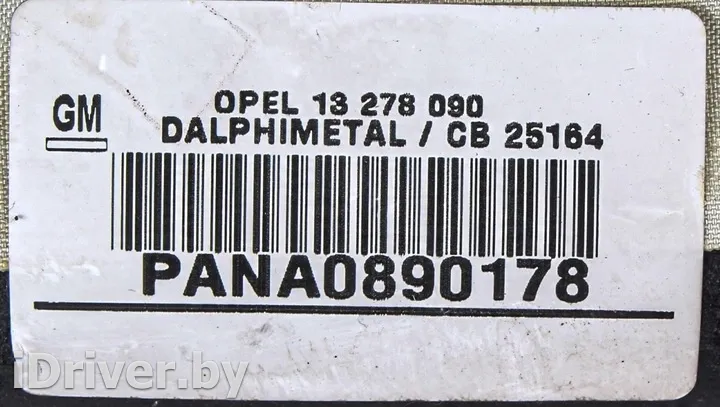 GM
OPEL 13 278 090
DALPHIMETAL / CB 25164
PANA0890178
iDriver.by